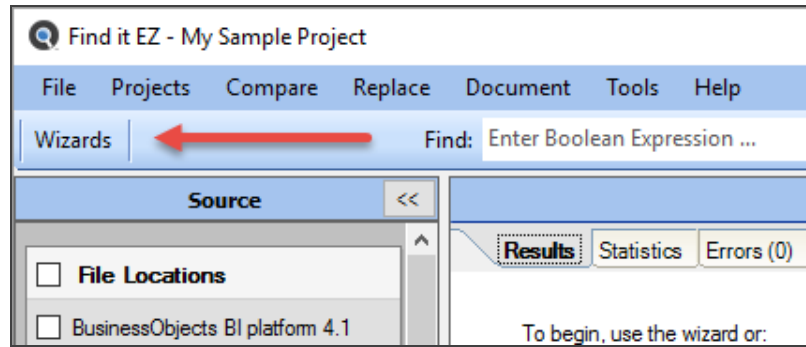 Find it EZ - My Sample Project
File Projects Compare Replace Document Tools Help
Wizards Find: Enter Boolean Expression ...
Source <<
Results Statistics Errors (0)
File Locations
BusinessObjects BI platform 4.1
To begin, use the wizard or: